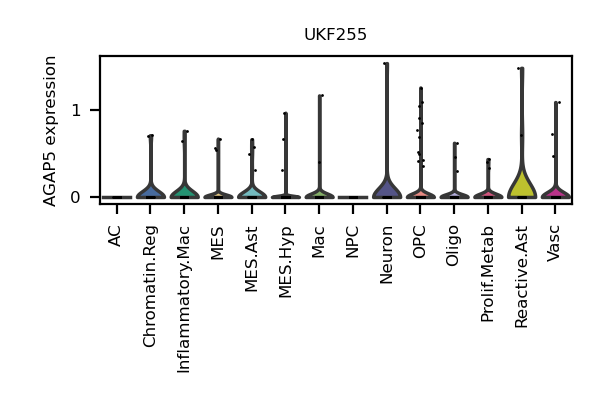 UKF255
AGAP5 expression
1
0
AC
Chromatin.Reg
Inflammatory.Mac
MES
MES.Ast
MES.Hyp
Mac
NPC
Neuron
OPC
Oligo
Prolif.Metab
Reactive.Ast
Vasc